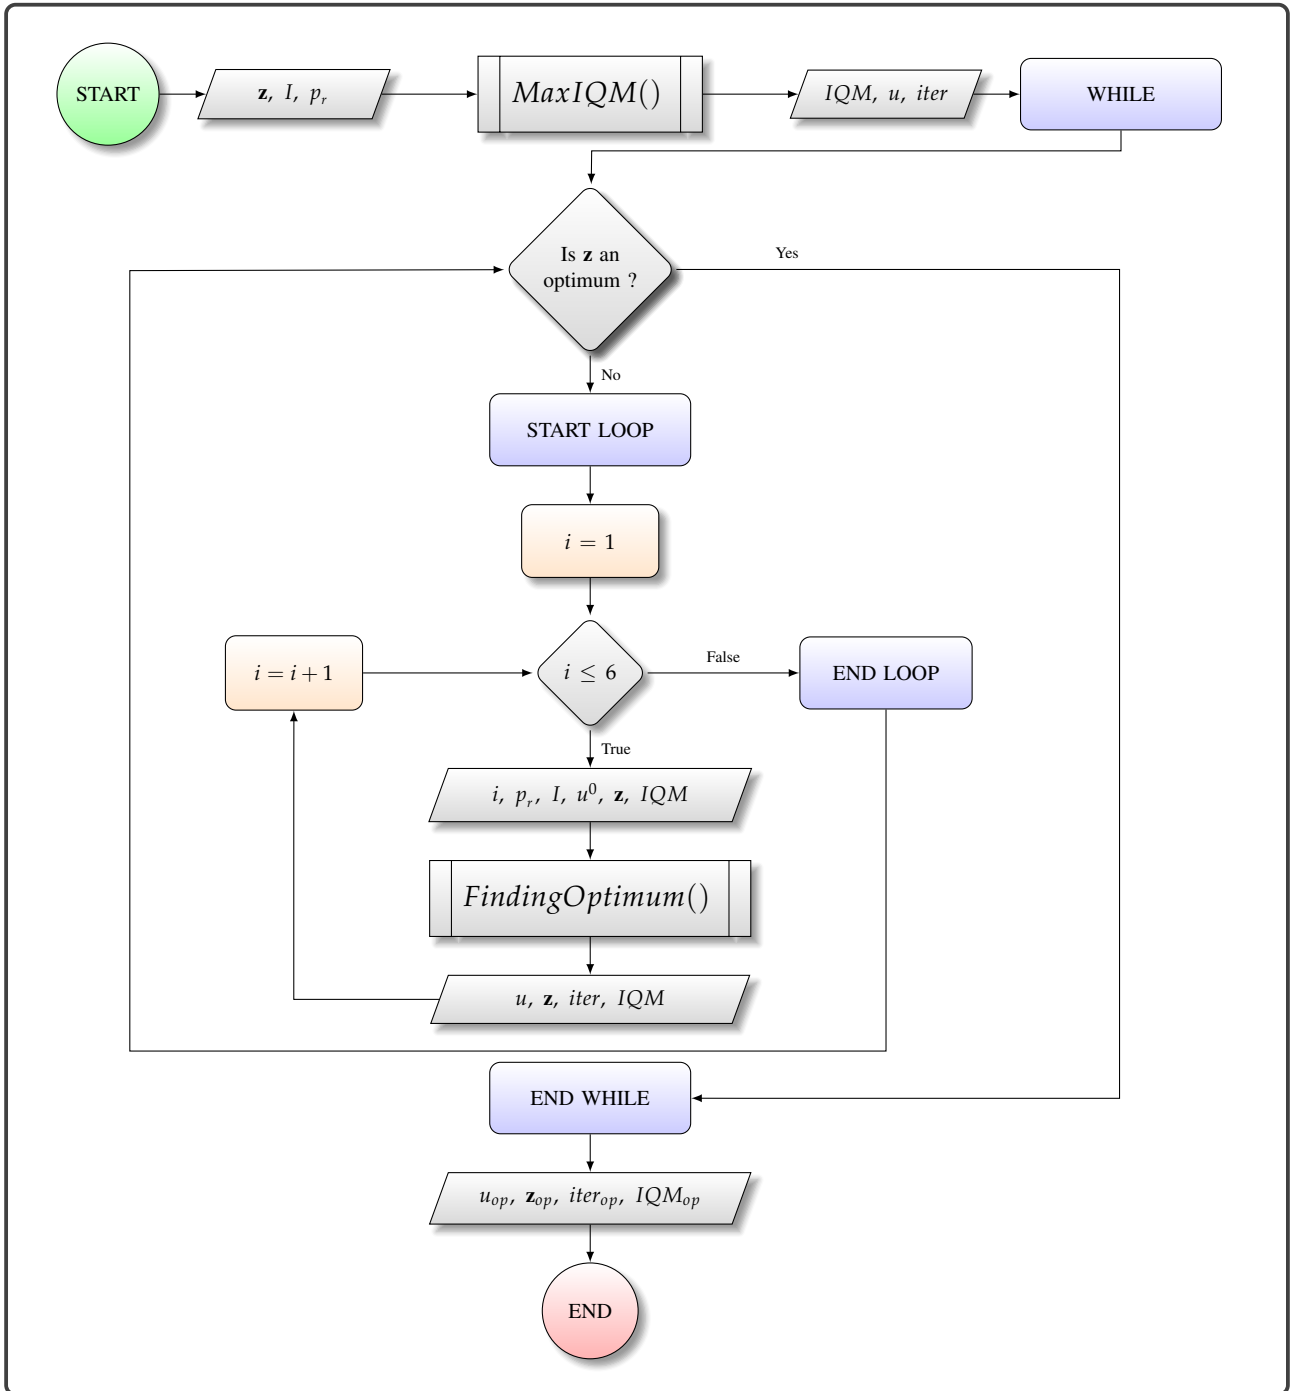 START
z, I, p_r
MaxIQM()
IQM, u, iter
WHILE
Is z an
optimum ?
Yes
No
START LOOP
i = 1
i = i + 1
i ≤ 6
False
END LOOP
True
i, p_r, I, u⁰, z, IQM
FindingOptimum()
u, z, iter, IQM
END WHILE
u_op, z_op, iter_op, IQM_op
END